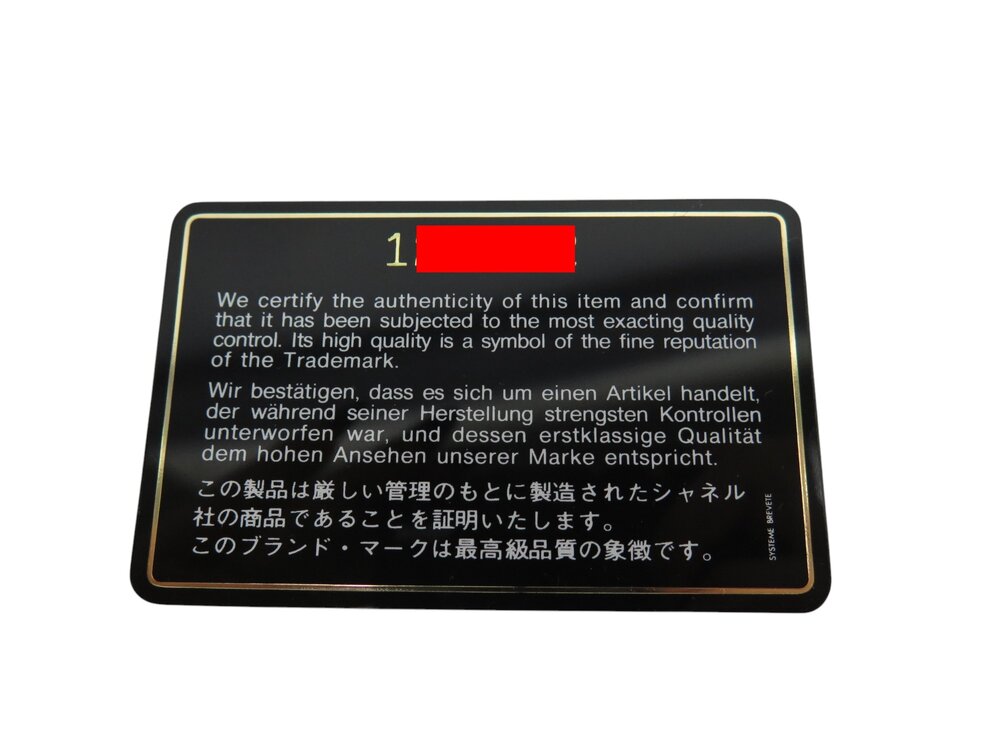 1
We certify the authenticity of this item and confirm
that it has been subjected to the most exacting quality
control. Its high quality is a symbol of the fine reputation
of the Trademark.
Wir bestätigen, dass es sich um einen Artikel handelt,
der während seiner Herstellung strengsten Kontrollen
unterworfen war, und dessen erstklassige Qualität
dem hohen Ansehen unserer Marke entspricht.
この製品は厳しい管理のもとに製造されたシャネル
社の商品であることを証明いたします。
このブランド・マークは最高級品質の象徴です。
SYSTEME BREVETE